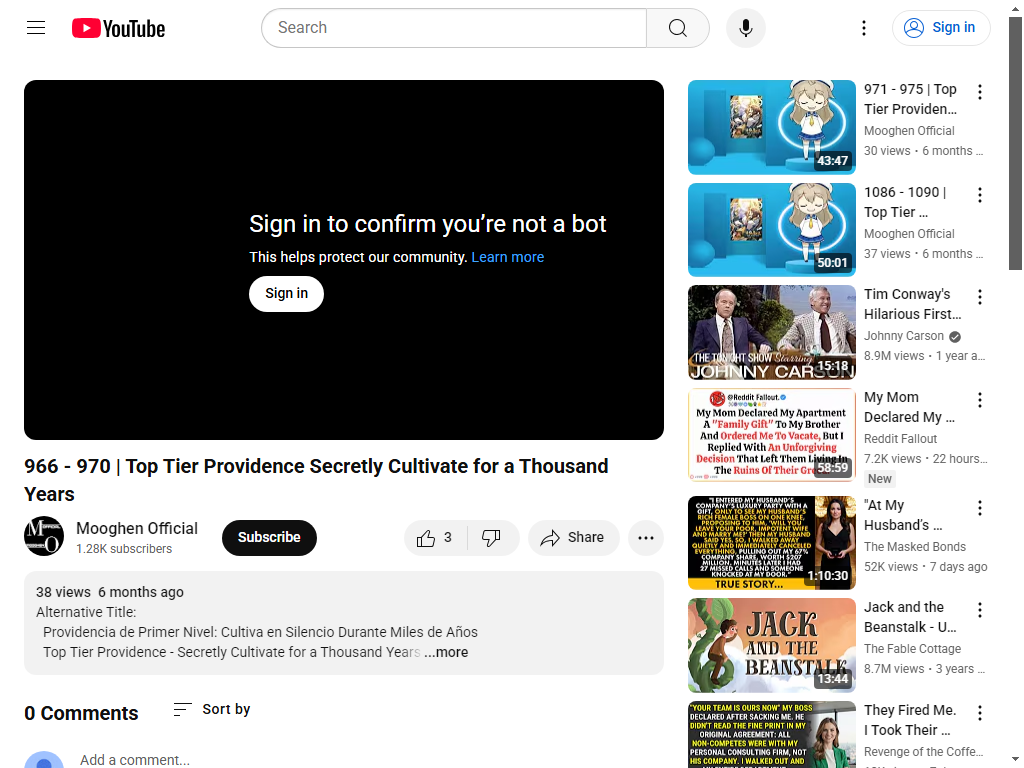 YouTube
Search
Sign in
Sign in to confirm you're not a bot
This helps protect our community. Learn more
Sign in
966 - 970 | Top Tier Providence Secretly Cultivate for a Thousand
Years
Mooghen Official
1.28K subscribers
Subscribe
3
Share
38 views 6 months ago
Alternative Title:
Providencia de Primer Nivel: Cultiva en Silencio Durante Miles de Años
Top Tier Providence - Secretly Cultivate for a Thousand Years ...more
0 Comments
Sort by
Add a comment...
43:47
971 - 975 | Top
Tier Providen...
Mooghen Official
30 views • 6 months ...
50:01
1086 - 1090 |
Top Tier ...
Mooghen Official
37 views • 6 months ...
THE TONIGHT SHOW Starring
JOHNNY CARSON
15:18
Tim Conway's
Hilarious First...
Johnny Carson
8.9M views • 1 year a...
@Reddit Fallout.
My Mom Declared My Apartment
A "Family Gift" To My Brother
And Ordered Me To Vacate, But I
Replied With An Unforgiving
Decision That Left Them Living In
The Ruins Of Their
58:59
My Mom
Declared My ...
Reddit Fallout
7.2K views • 22 hours...
New
"I ENTERED MY HUSBAND'S
COMPANY'S LUXURY PARTY WITH A
GIFT, ONLY TO SEE MY HUSBAND'S
RICH FEMALE BOSS ON ONE KNEE,
PROPOSING TO HIM, 'WILL YOU
LEAVE YOUR POOR, IMPOTENT WIFE
AND MARRY ME?' THEN MY HUSBAND
SAID YES, SO, I WALKED AWAY
QUIETLY AND IMMEDIATELY CANCELED
EVERYTHING, PULLING OUT MY 67%
COMPANY SHARE, WORTH $207
MILLION. MINUTES LATER I HAD
27 MISSED CALLS AND SOMEONE
KNOCKED AT MY DOOR."
TRUE STORY...
1:10:30
"At My
Husband's ...
The Masked Bonds
52K views • 7 days ago
JACK
AND THE
BEANSTALK
13:44
Jack and the
Beanstalk - U...
The Fable Cottage
8.7M views • 3 years ...
"YOUR TEAM IS OURS NOW" MY BOSS
DECLARED AFTER SACKING ME. HE
DIDN'T READ THE FINE PRINT IN MY
ORIGINAL AGREEMENT: ALL
NON-COMPETES WERE WITH MY
PERSONAL CONSULTING FIRM, NOT
HIS COMPANY. I WALKED OUT AND
They Fired Me.
I Took Their ...
Revenge of the Coffe...